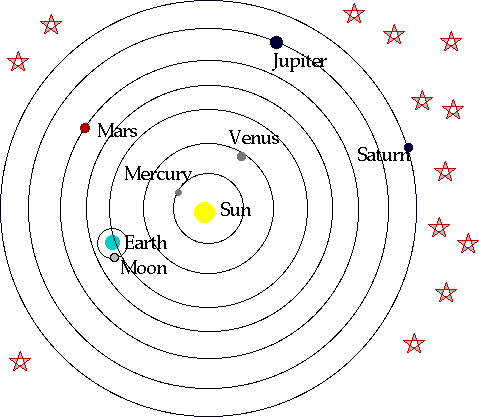 Jupiter
Mars
Venus
Saturn
Mercury
Sun
Earth
Moon